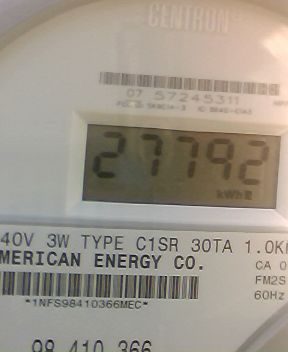 CENTRON
07 57245311
27792
kWh
40V 3W TYPE C1SR 30TA 1.0K
MERICAN ENERGY CO.
CA 0
FM2S
60Hz
*1NFS98410366MEC*
98 410 366